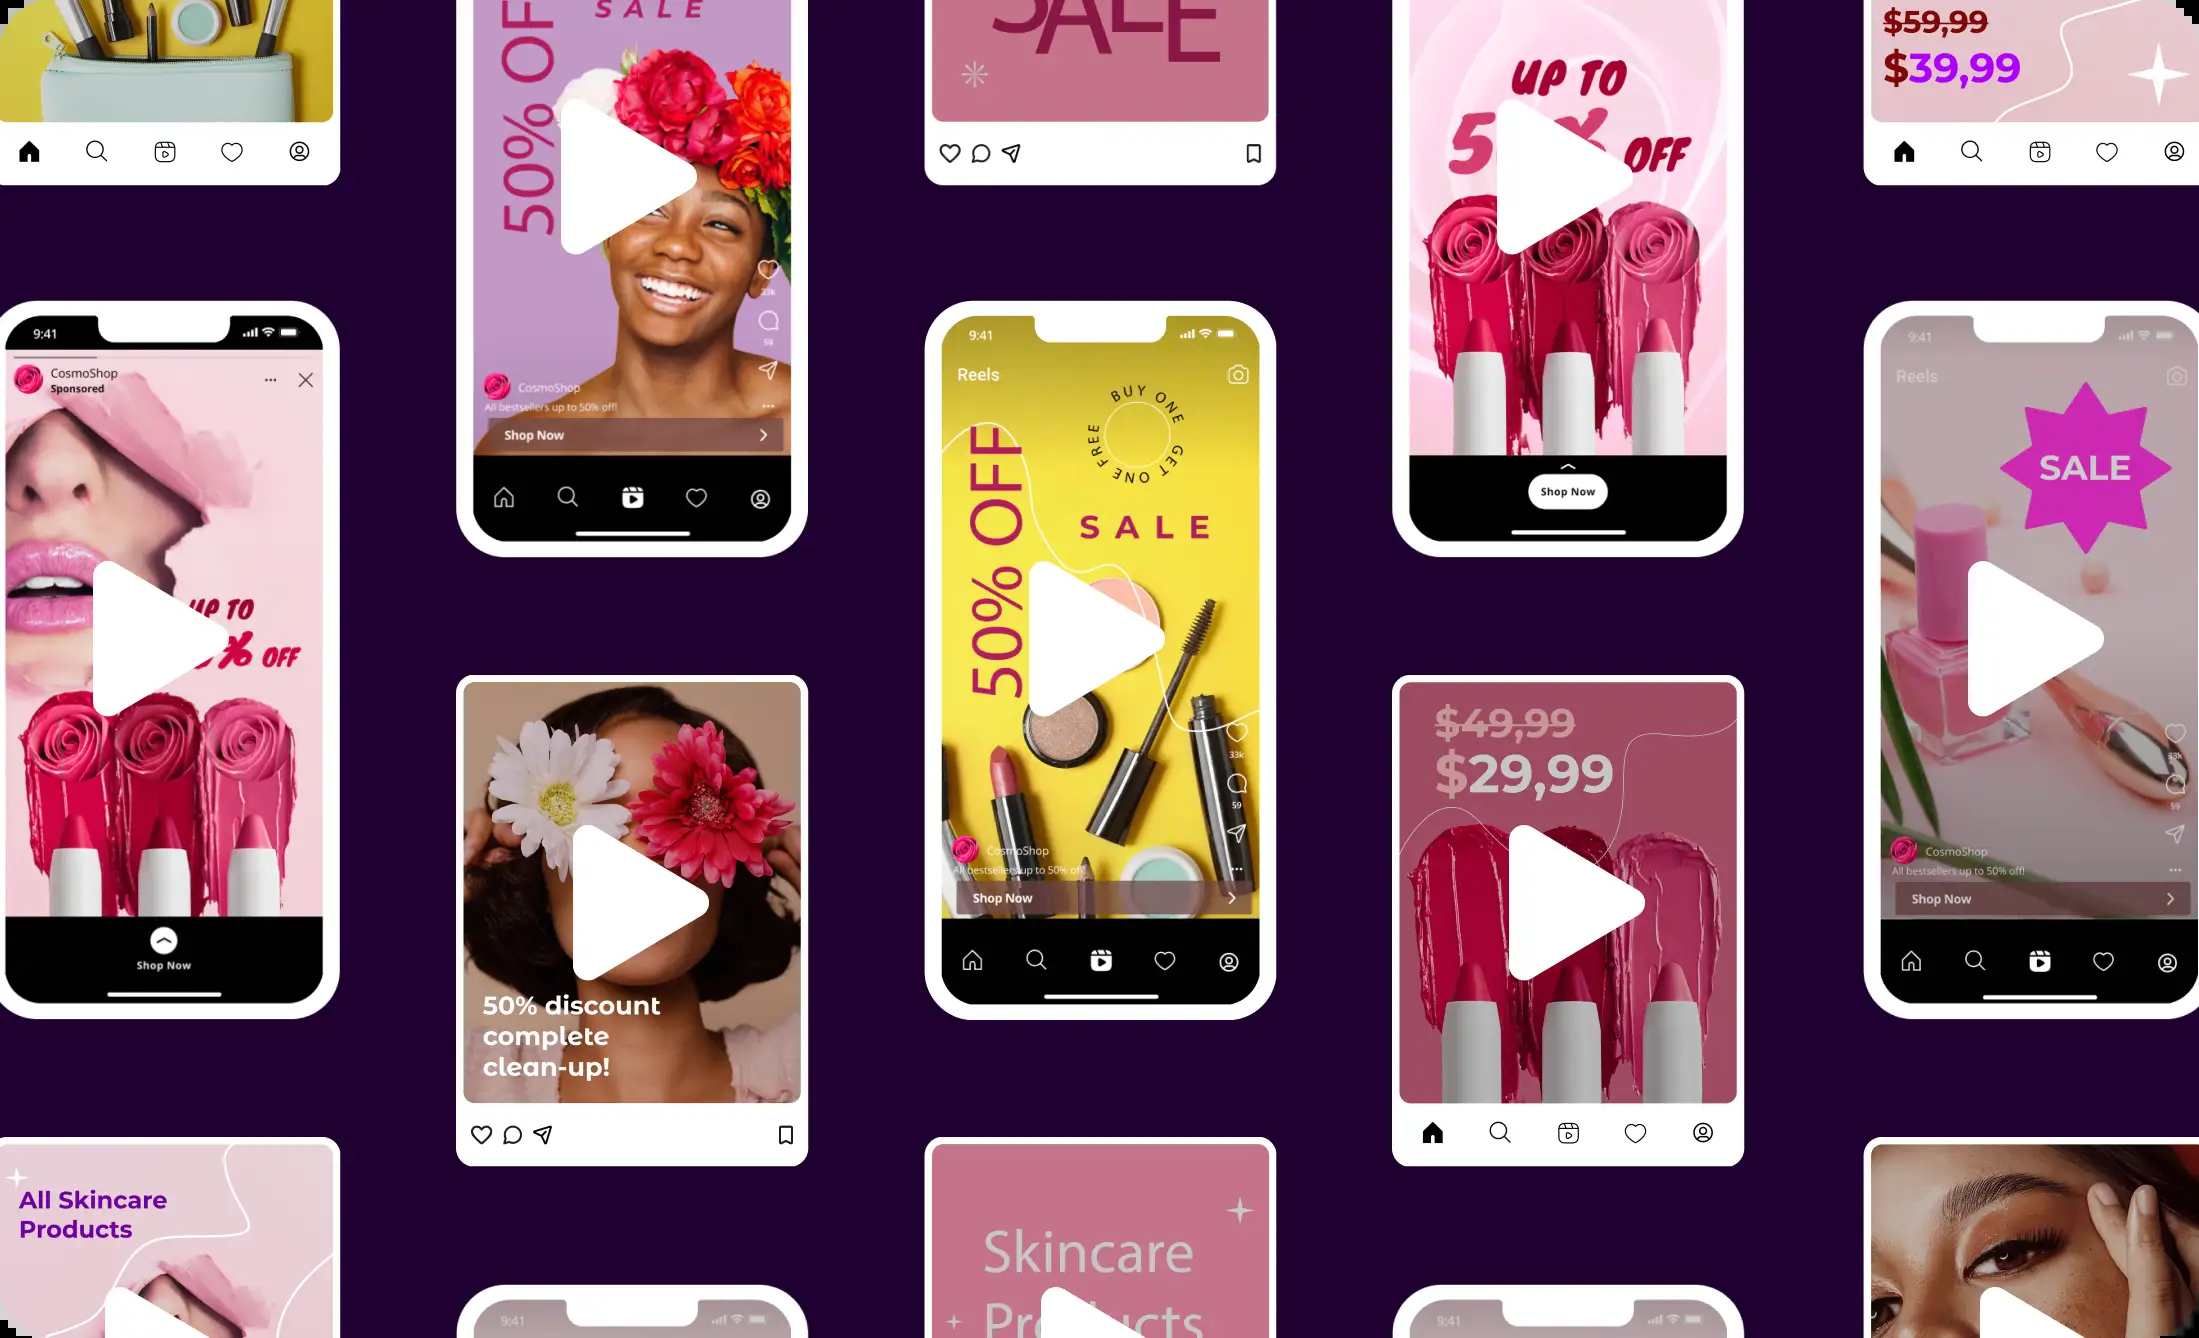 9:41
CosmoShop
Sponsored
UP TO
% OFF
Shop Now
All Skincare
Products
SALE
50% OFF
33k
59
CosmoShop
All bestsellers up to 50% off!
Shop Now
50% discount
complete
clean-up!
9:41
SALE
9:41
Reels
BUY ONE GET ONE FREE
50% OFF
SALE
33k
59
CosmoShop
All bestsellers up to 50% off!
Shop Now
Skincare
UP TO
5 % OFF
Shop Now
$49,99
$29,99
9:41
$59,99
$39,99
9:41
Reels
SALE
33k
59
CosmoShop
All bestsellers up to 50% off!
Shop Now